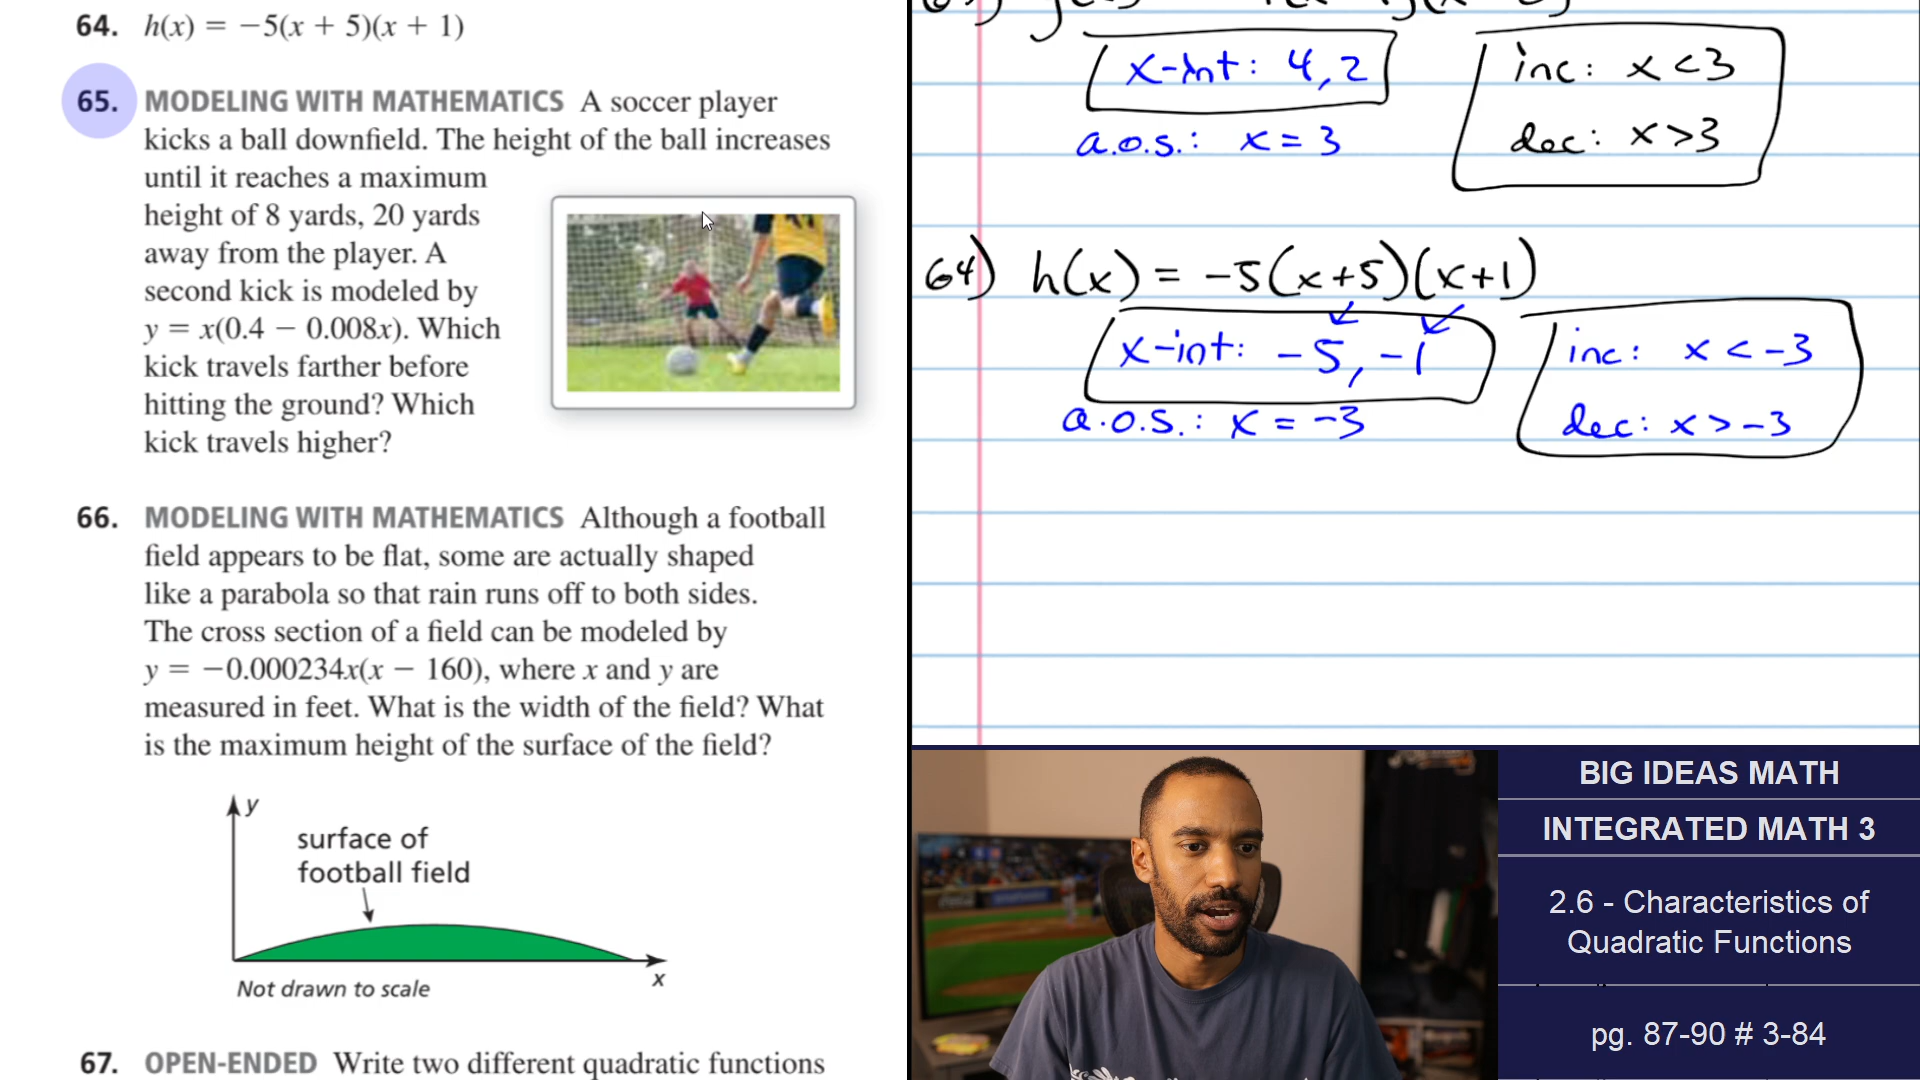 64. h(x) = −5(x + 5)(x + 1)
65. MODELING WITH MATHEMATICS A soccer player
kicks a ball downfield. The height of the ball increases
until it reaches a maximum
height of 8 yards, 20 yards
away from the player. A
second kick is modeled by
y = x(0.4 − 0.008x). Which
kick travels farther before
hitting the ground? Which
kick travels higher?
66. MODELING WITH MATHEMATICS Although a football
field appears to be flat, some are actually shaped
like a parabola so that rain runs off to both sides.
The cross section of a field can be modeled by
y = −0.000234x(x − 160), where x and y are
measured in feet. What is the width of the field? What
is the maximum height of the surface of the field?
y
surface of
football field
x
Not drawn to scale
67. OPEN-ENDED Write two different quadratic functions
x-int: 4, 2
a.o.s.: x = 3
inc: x < 3
dec: x > 3
64) h(x) = -5(x+5)(x+1)
x-int: -5, -1
a.o.s.: x = -3
inc: x < -3
dec: x > -3
BIG IDEAS MATH
INTEGRATED MATH 3
2.6 - Characteristics of
Quadratic Functions
pg. 87-90 # 3-84